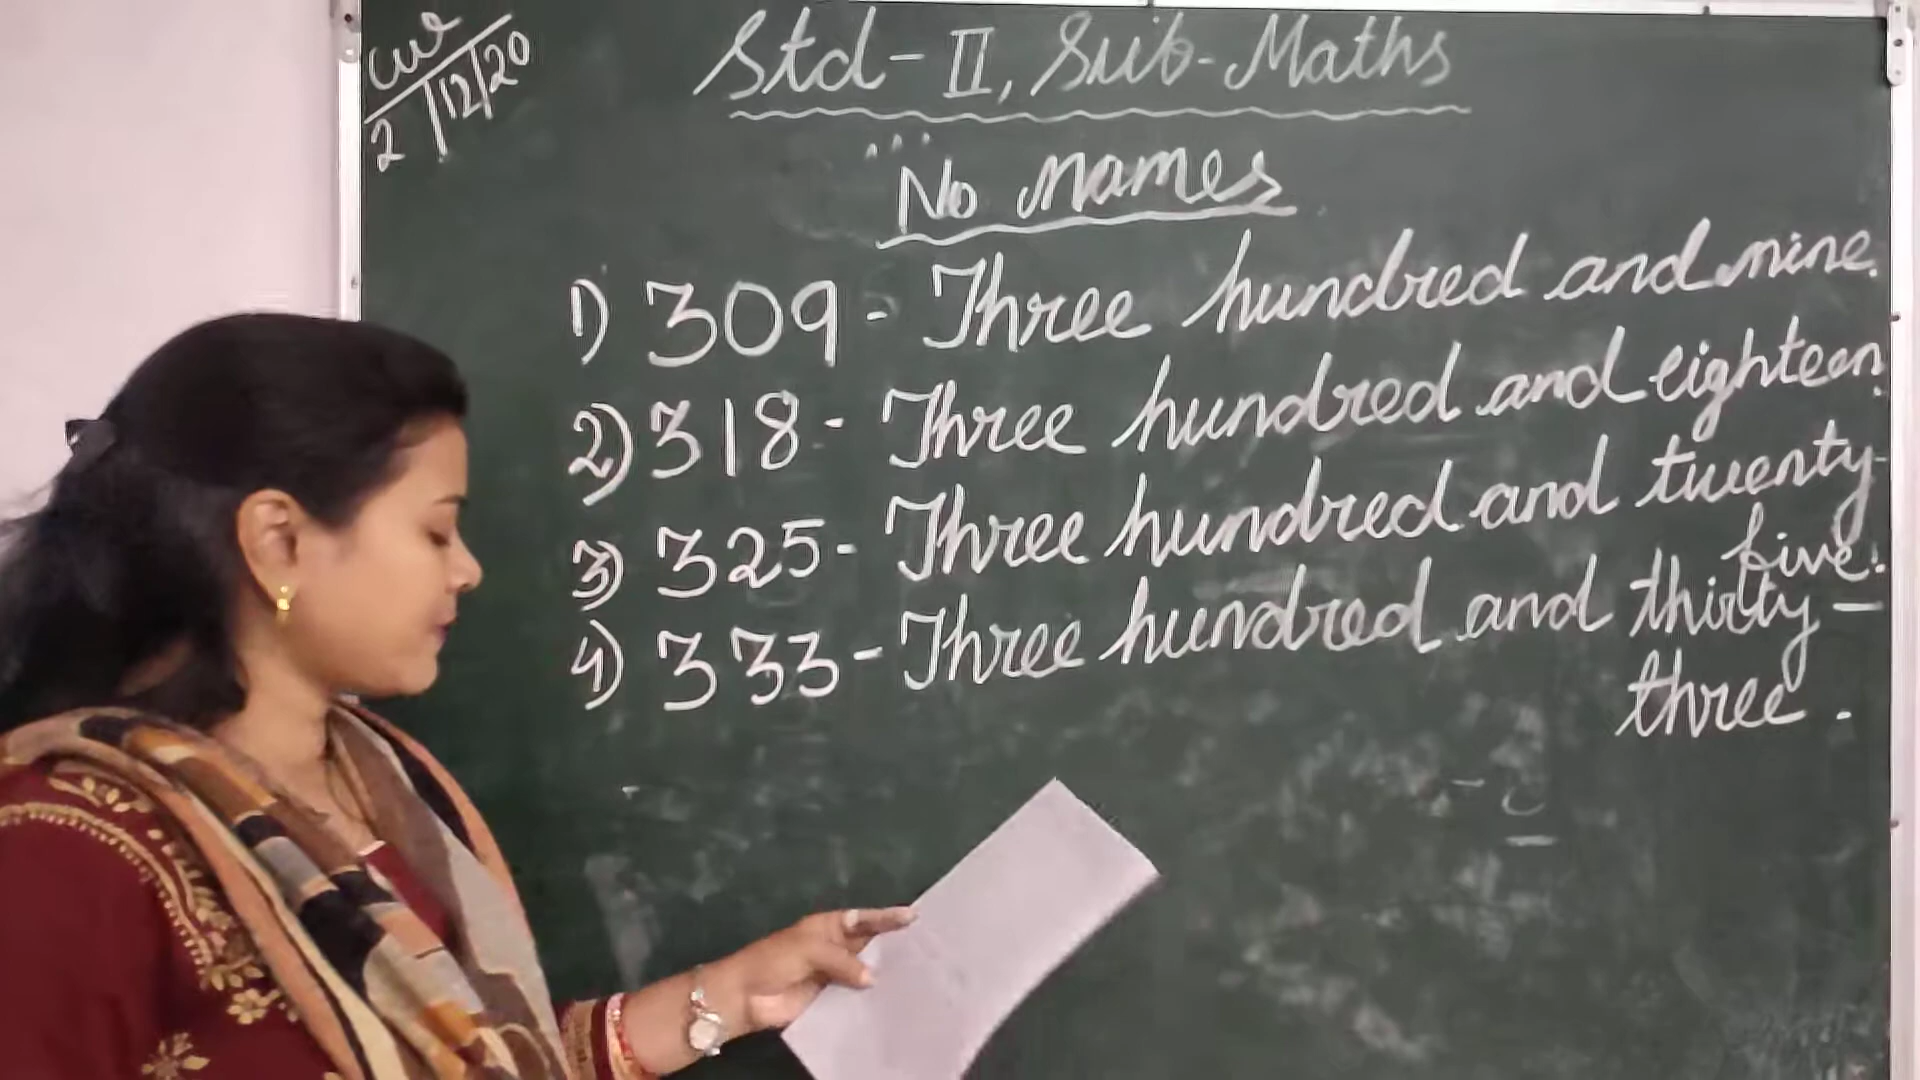 cw
2/12/20
Std-II, Sub-Maths
No names
1) 309 - Three hundred and nine.
2) 318 - Three hundred and eighteen.
3) 325 - Three hundred and twenty-
five.
4) 333 - Three hundred and thirty-
three.